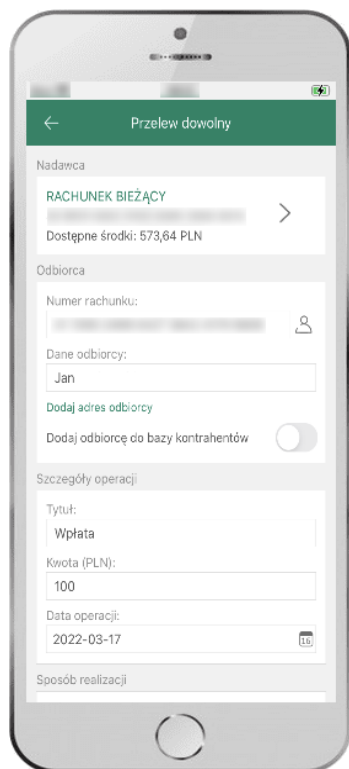 Przelew dowolny
Nadawca
RACHUNEK BIEŻĄCY
Dostępne środki: 573,64 PLN
Odbiorca
Numer rachunku:
Dane odbiorcy:
Jan
Dodaj adres odbiorcy
Dodaj odbiorcę do bazy kontrahentów
Szczegóły operacji
Tytuł:
Wpłata
Kwota (PLN):
100
Data operacji:
2022-03-17
16
Sposób realizacji